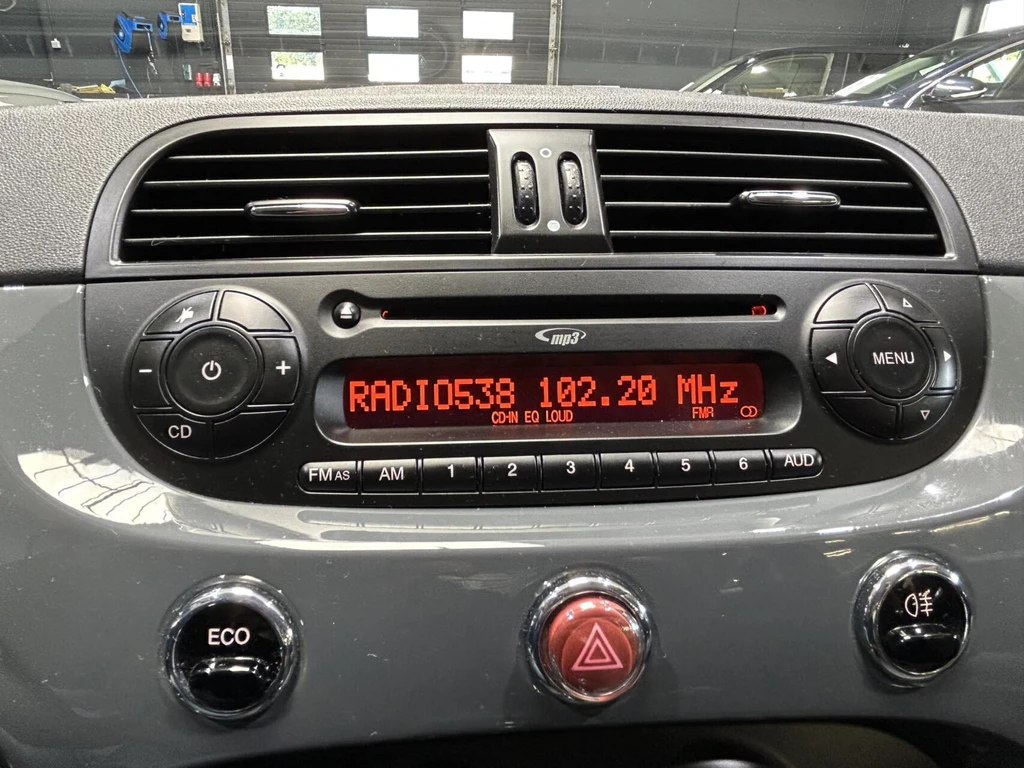 mp3
RADIO538 102.20 MHz
CD-IN EQ LOUD FMR
MENU
CD
FM AS AM 1 2 3 4 5 6 AUD
ECO